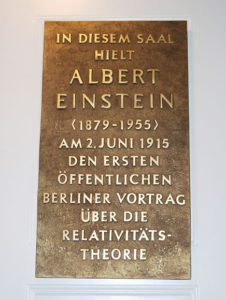 IN DIESEM SAAL
HIELT
ALBERT
EINSTEIN
(1879-1955)
AM 2. JUNI 1915
DEN ERSTEN
ÖFFENTLICHEN
BERLINER VORTRAG
ÜBER DIE
RELATIVITÄTS-
THEORIE